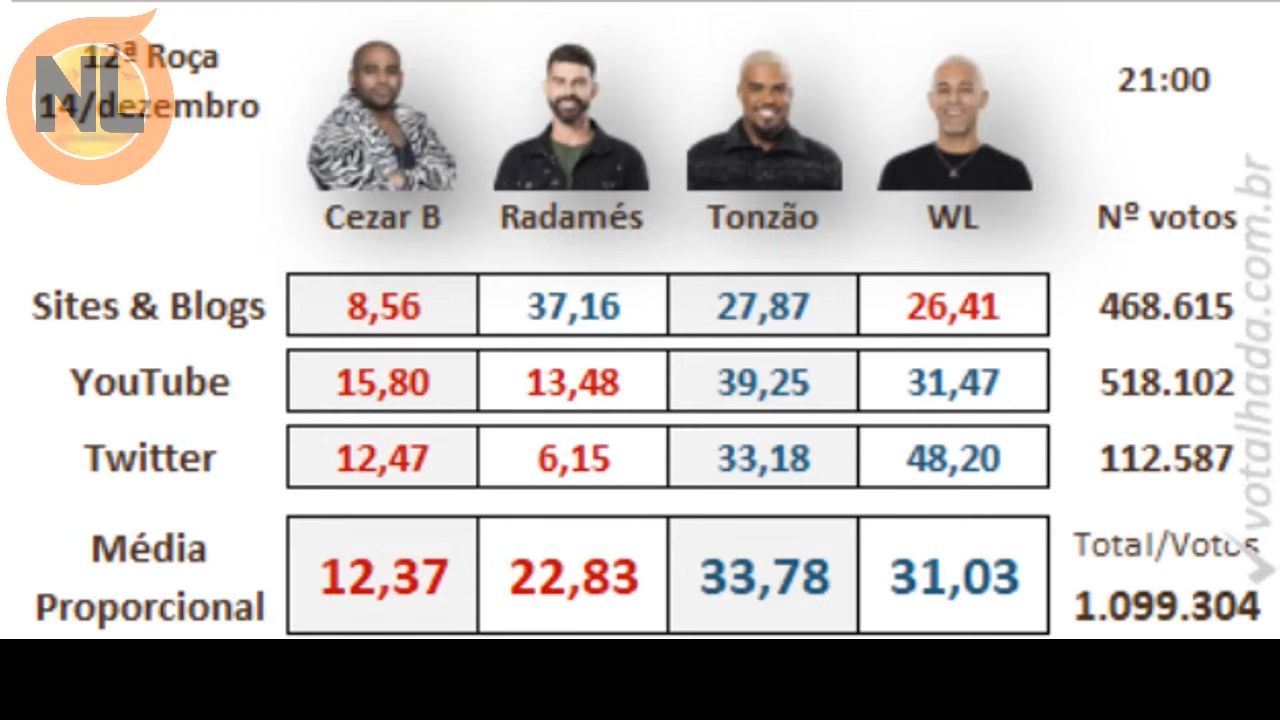 NL
12ª Roça
14/dezembro
21:00
Cezar B Radamés Tonzão WL Nº votos
Sites & Blogs 8,56 37,16 27,87 26,41 468.615
YouTube 15,80 13,48 39,25 31,47 518.102
Twitter 12,47 6,15 33,18 48,20 112.587
Média
Proporcional 12,37 22,83 33,78 31,03
Total/Votos
1.099.304
votalhada.com.br